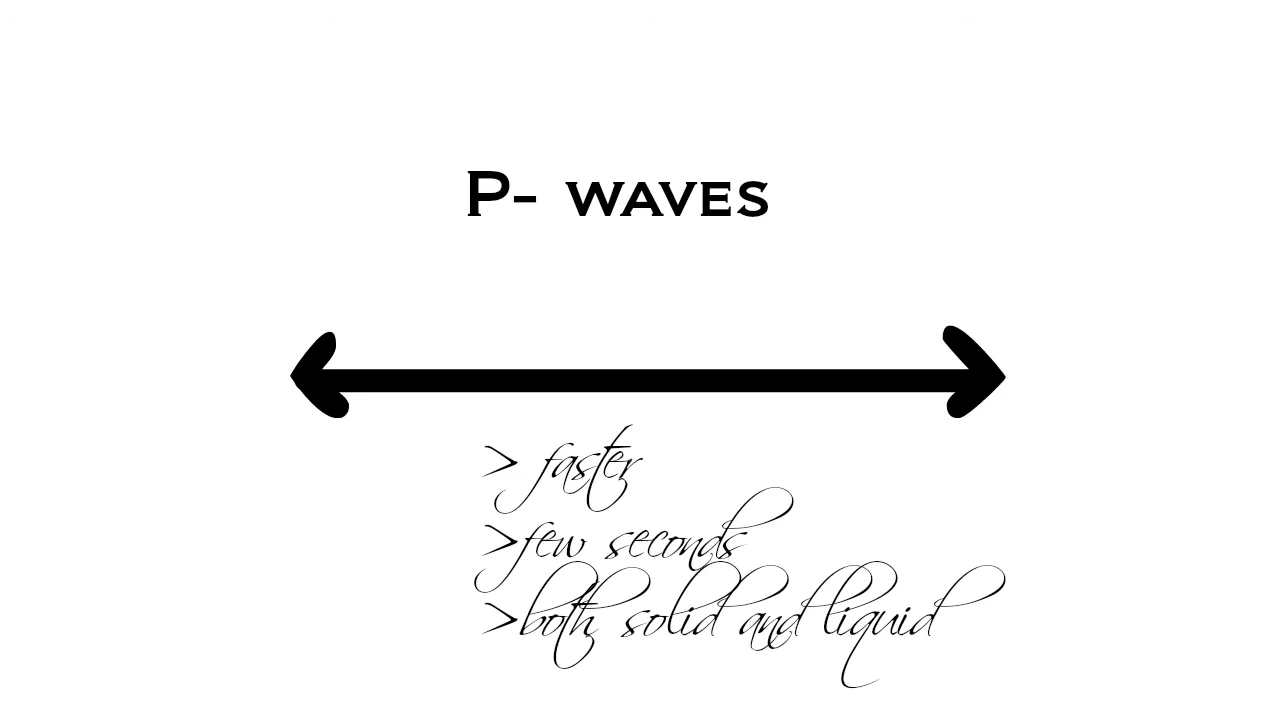 P- WAVES
> faster
>few seconds
>both solid and liquid